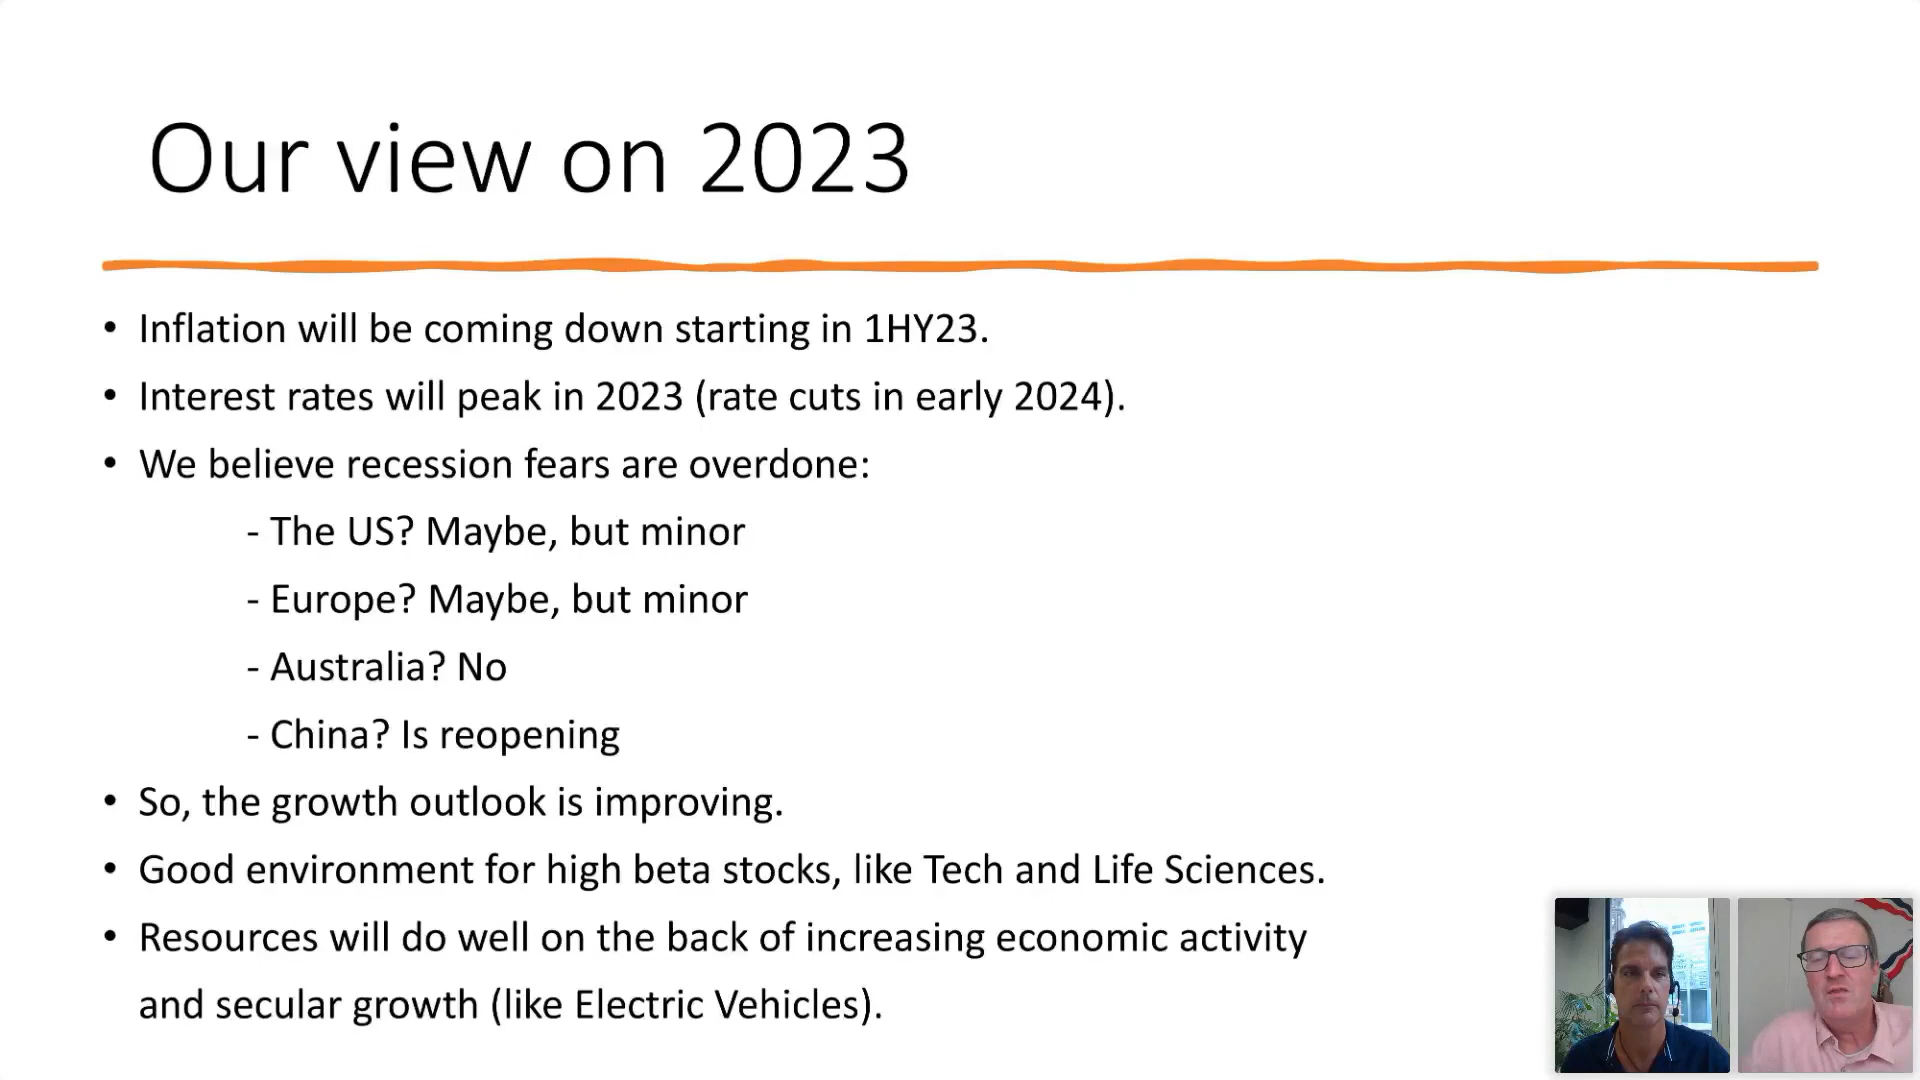 Our view on 2023
• Inflation will be coming down starting in 1HY23.
• Interest rates will peak in 2023 (rate cuts in early 2024).
• We believe recession fears are overdone:
- The US? Maybe, but minor
- Europe? Maybe, but minor
- Australia? No
- China? Is reopening
• So, the growth outlook is improving.
• Good environment for high beta stocks, like Tech and Life Sciences.
• Resources will do well on the back of increasing economic activity
and secular growth (like Electric Vehicles).